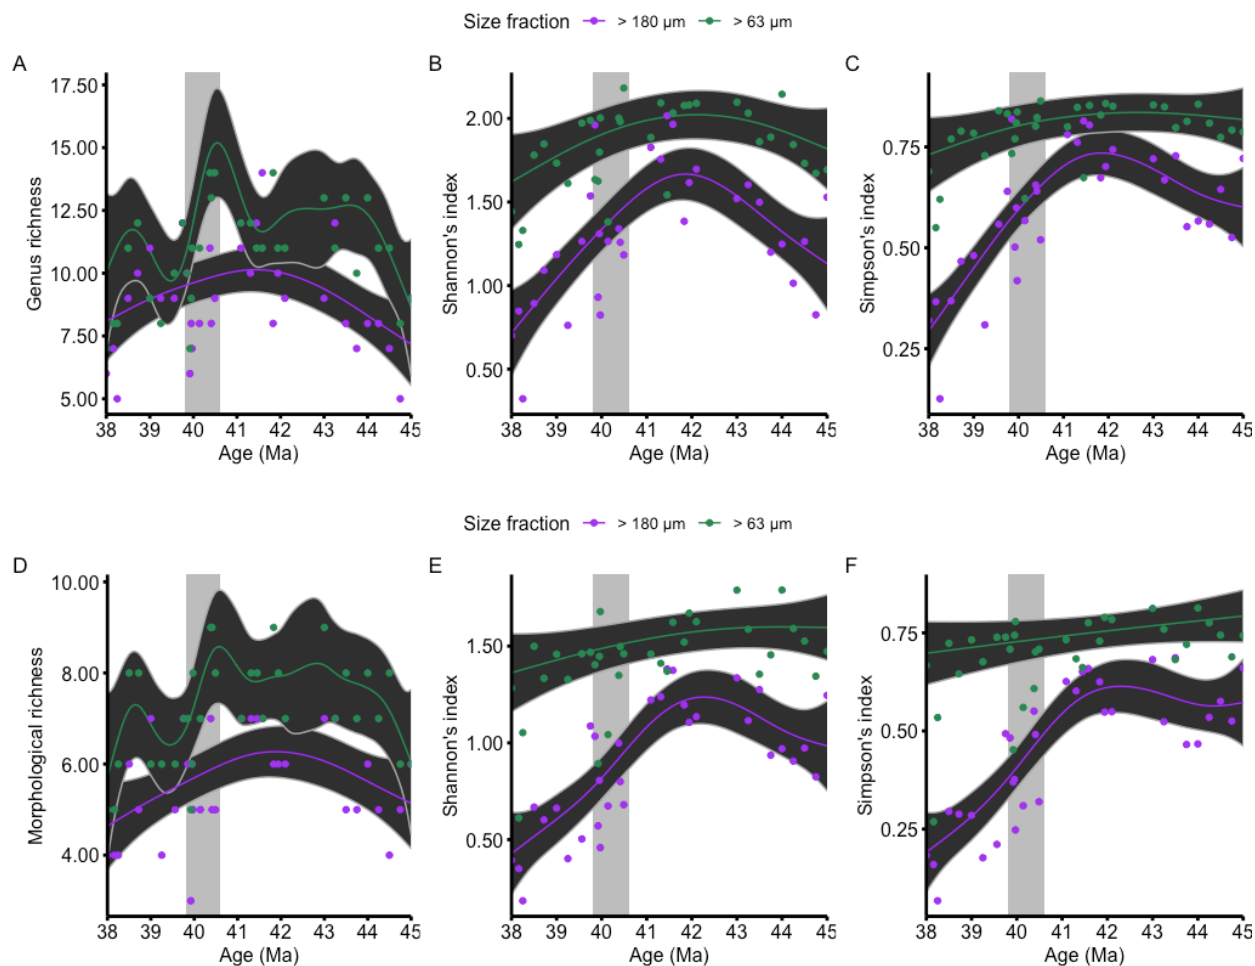 Size fraction > 180 µm > 63 µm
A
B
C
Genus richness
17.50
15.00
12.50
10.00
7.50
5.00
38 39 40 41 42 43 44 45
Age (Ma)
Shannon's index
2.00
1.50
1.00
0.50
38 39 40 41 42 43 44 45
Age (Ma)
Simpson's index
0.75
0.50
0.25
38 39 40 41 42 43 44 45
Age (Ma)
Size fraction > 180 µm > 63 µm
D
E
F
Morphological richness
10.00
8.00
6.00
4.00
38 39 40 41 42 43 44 45
Age (Ma)
Shannon's index
1.50
1.00
0.50
38 39 40 41 42 43 44 45
Age (Ma)
Simpson's index
0.75
0.50
0.25
38 39 40 41 42 43 44 45
Age (Ma)